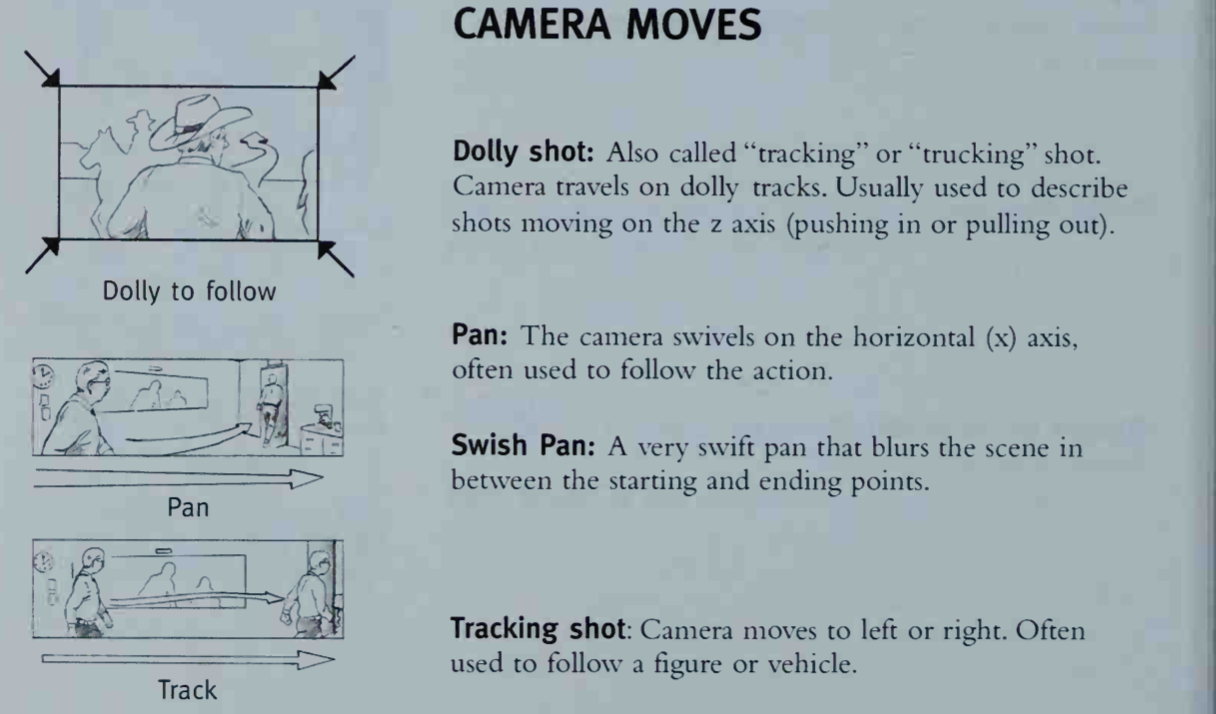 CAMERA MOVES
Dolly to follow
Dolly shot: Also called “tracking” or “trucking” shot.
Camera travels on dolly tracks. Usually used to describe
shots moving on the z axis (pushing in or pulling out).
Pan: The camera swivels on the horizontal (x) axis,
often used to follow the action.
Swish Pan: A very swift pan that blurs the scene in
between the starting and ending points.
Pan
Tracking shot: Camera moves to left or right. Often
used to follow a figure or vehicle.
Track